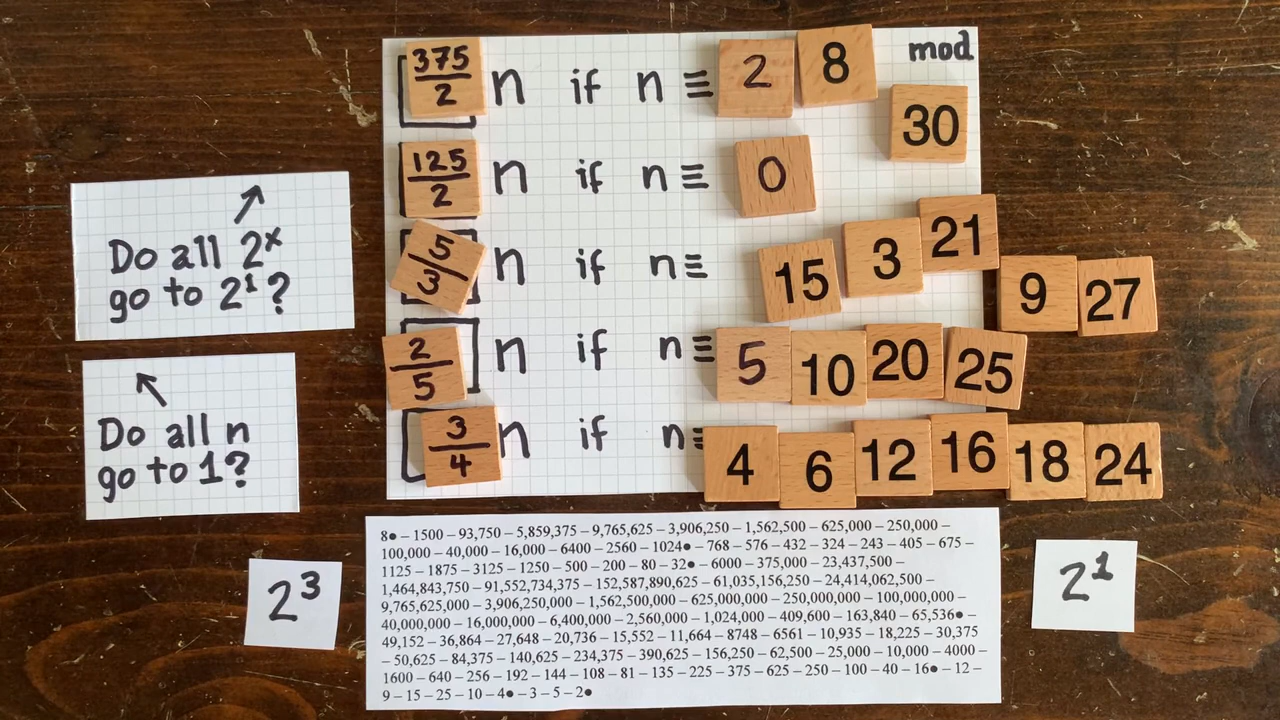 375/2 n if n ≡ 2 8 mod 30
125/2 n if n ≡ 0
5/3 n if n ≡ 15 3 21 9 27
2/5 n if n ≡ 5 10 20 25
3/4 n if n ≡ 4 6 12 16 18 24
Do all 2ˣ
go to 2¹?
Do all n
go to 1?
2³
8● – 1500 – 93,750 – 5,859,375 – 9,765,625 – 3,906,250 – 1,562,500 – 625,000 – 250,000 –
100,000 – 40,000 – 16,000 – 6400 – 2560 – 1024● – 768 – 576 – 432 – 324 – 243 – 405 – 675 –
1125 – 1875 – 3125 – 1250 – 500 – 200 – 80 – 32● – 6000 – 375,000 – 23,437,500 –
1,464,843,750 – 91,552,734,375 – 152,587,890,625 – 61,035,156,250 – 24,414,062,500 –
9,765,625,000 – 3,906,250,000 – 1,562,500,000 – 625,000,000 – 250,000,000 – 100,000,000 –
40,000,000 – 16,000,000 – 6,400,000 – 2,560,000 – 1,024,000 – 409,600 – 163,840 – 65,536● –
49,152 – 36,864 – 27,648 – 20,736 – 15,552 – 11,664 – 8748 – 6561 – 10,935 – 18,225 – 30,375
– 50,625 – 84,375 – 140,625 – 234,375 – 390,625 – 156,250 – 62,500 – 25,000 – 10,000 – 4000 –
1600 – 640 – 256 – 192 – 144 – 108 – 81 – 135 – 225 – 375 – 625 – 250 – 100 – 40 – 16● – 12 –
9 – 15 – 25 – 10 – 4● – 3 – 5 – 2●
2¹